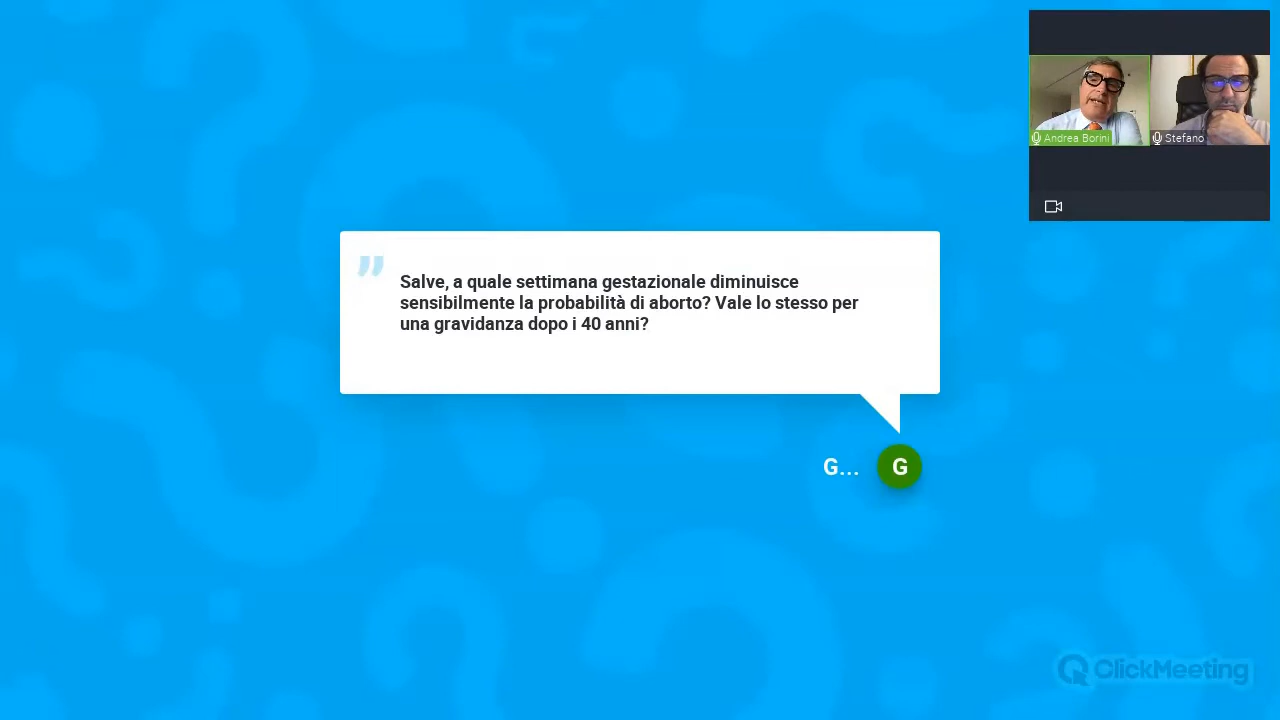 Andrea Borini
Stefano
Salve, a quale settimana gestazionale diminuisce
sensibilmente la probabilità di aborto? Vale lo stesso per
una gravidanza dopo i 40 anni?
G...
G
ClickMeeting